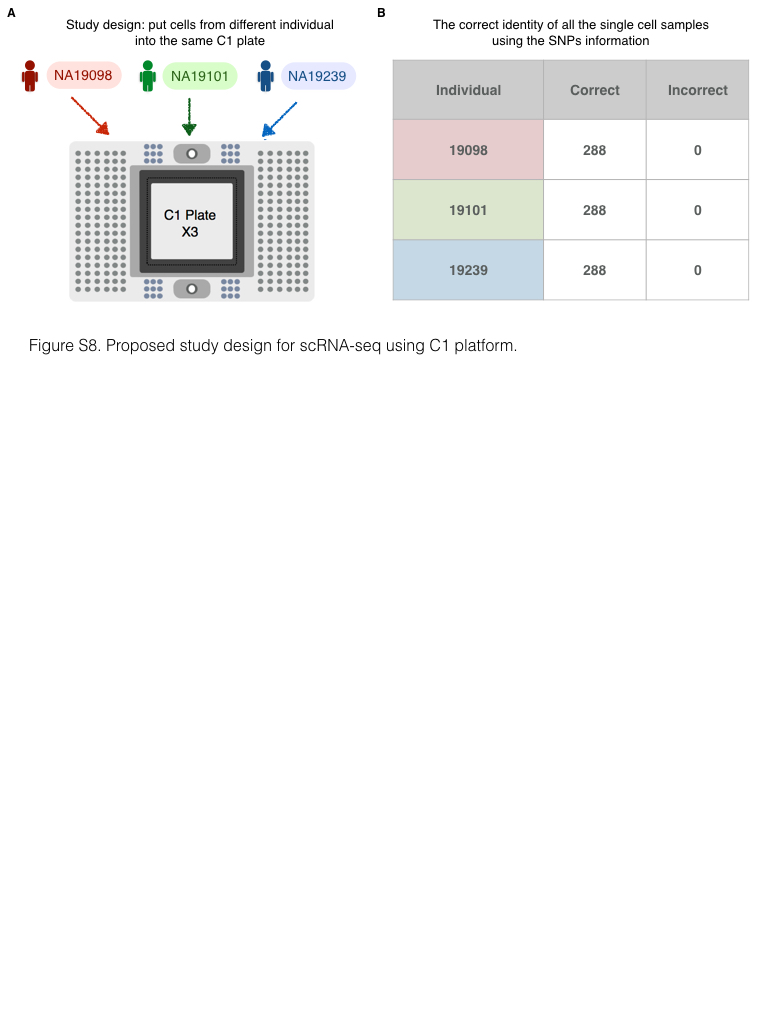 A
Study design: put cells from different individual
into the same C1 plate
NA19098
NA19101
NA19239
C1 Plate
X3
B
The correct identity of all the single cell samples
using the SNPs information
Individual Correct Incorrect
19098 288 0
19101 288 0
19239 288 0
Figure S8. Proposed study design for scRNA-seq using C1 platform.